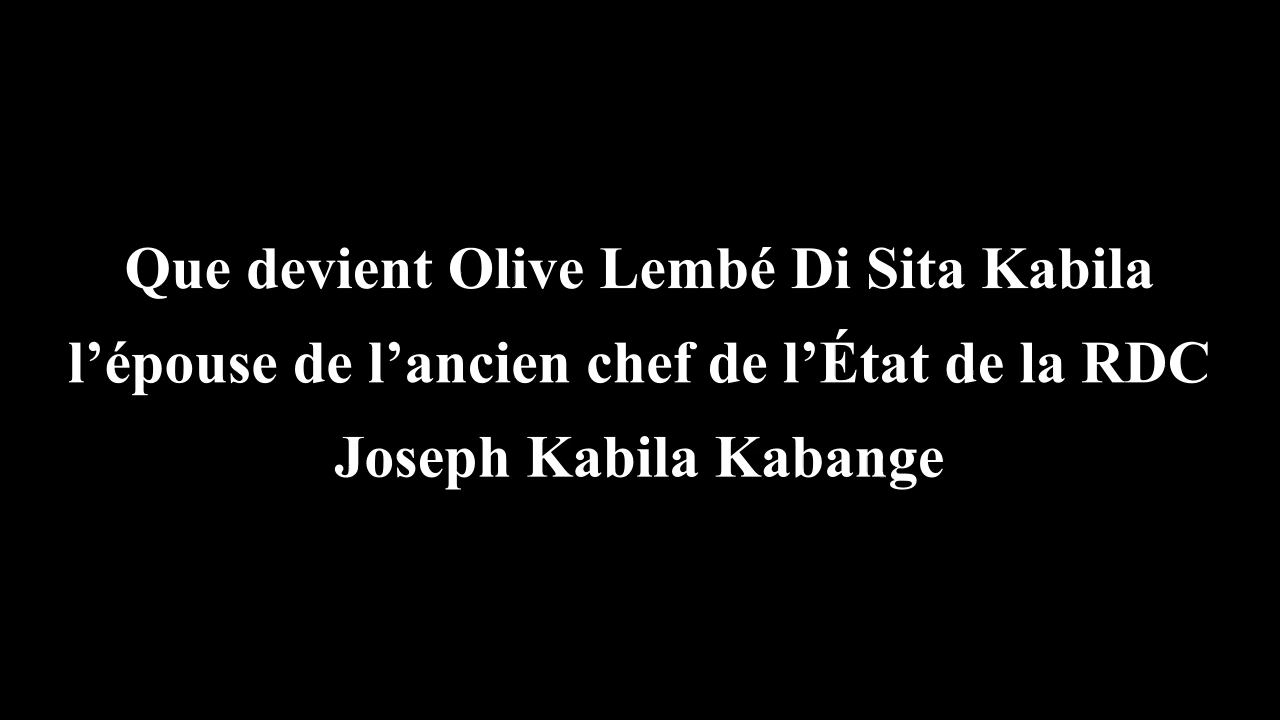 Que devient Olive Lembé Di Sita Kabila
l’épouse de l’ancien chef de l’État de la RDC
Joseph Kabila Kabange